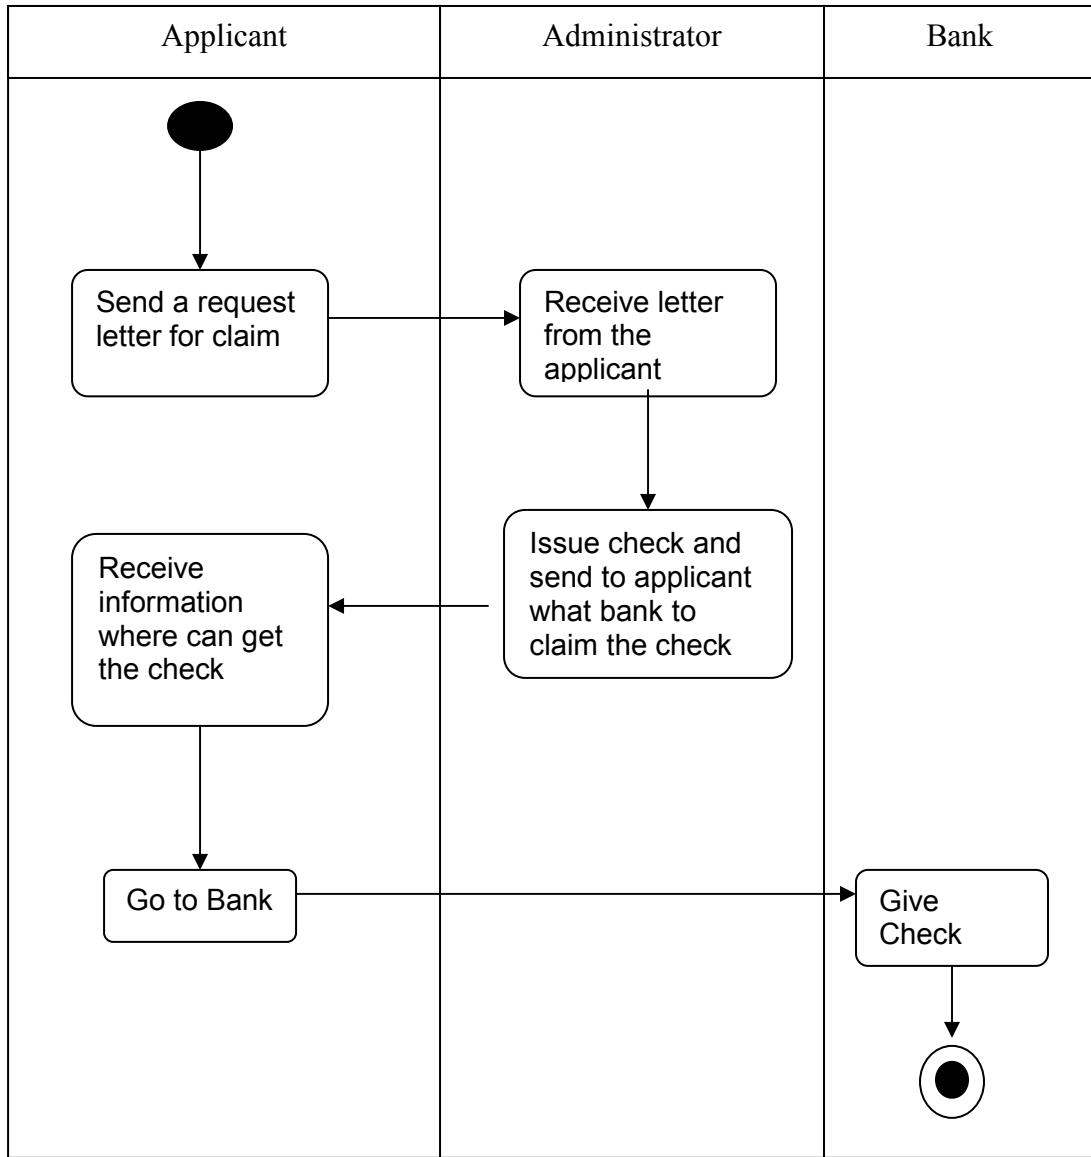 Applicant
Administrator
Bank
Send a request
letter for claim
Receive letter
from the
applicant
Issue check and
send to applicant
what bank to
claim the check
Receive
information
where can get
the check
Go to Bank
Give
Check